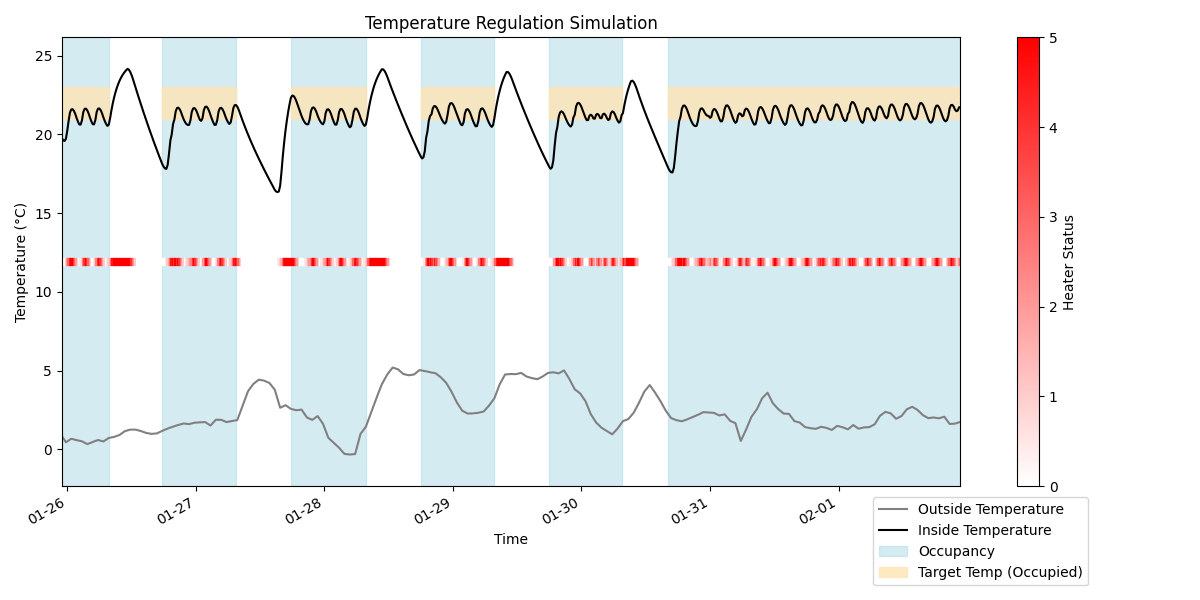 Temperature Regulation Simulation
Temperature (°C)
25
20
15
10
5
0
01-26
01-27
01-28
01-29
01-30
01-31
02-01
Time
5
4
3
2
1
0
Heater Status
Outside Temperature
Inside Temperature
Occupancy
Target Temp (Occupied)